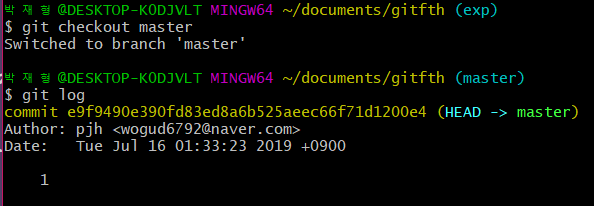 박 재 형 @DESKTOP-KODJVLT MINGW64 ~/documents/gitfth (exp)
$ git checkout master
Switched to branch 'master'
박 재 형 @DESKTOP-KODJVLT MINGW64 ~/documents/gitfth (master)
$ git log
commit e9f9490e390fd83ed8a6b525aeec66f71d1200e4 (HEAD -> master)
Author: pjh <wogud6792@naver.com>
Date:   Tue Jul 16 01:33:23 2019 +0900
1